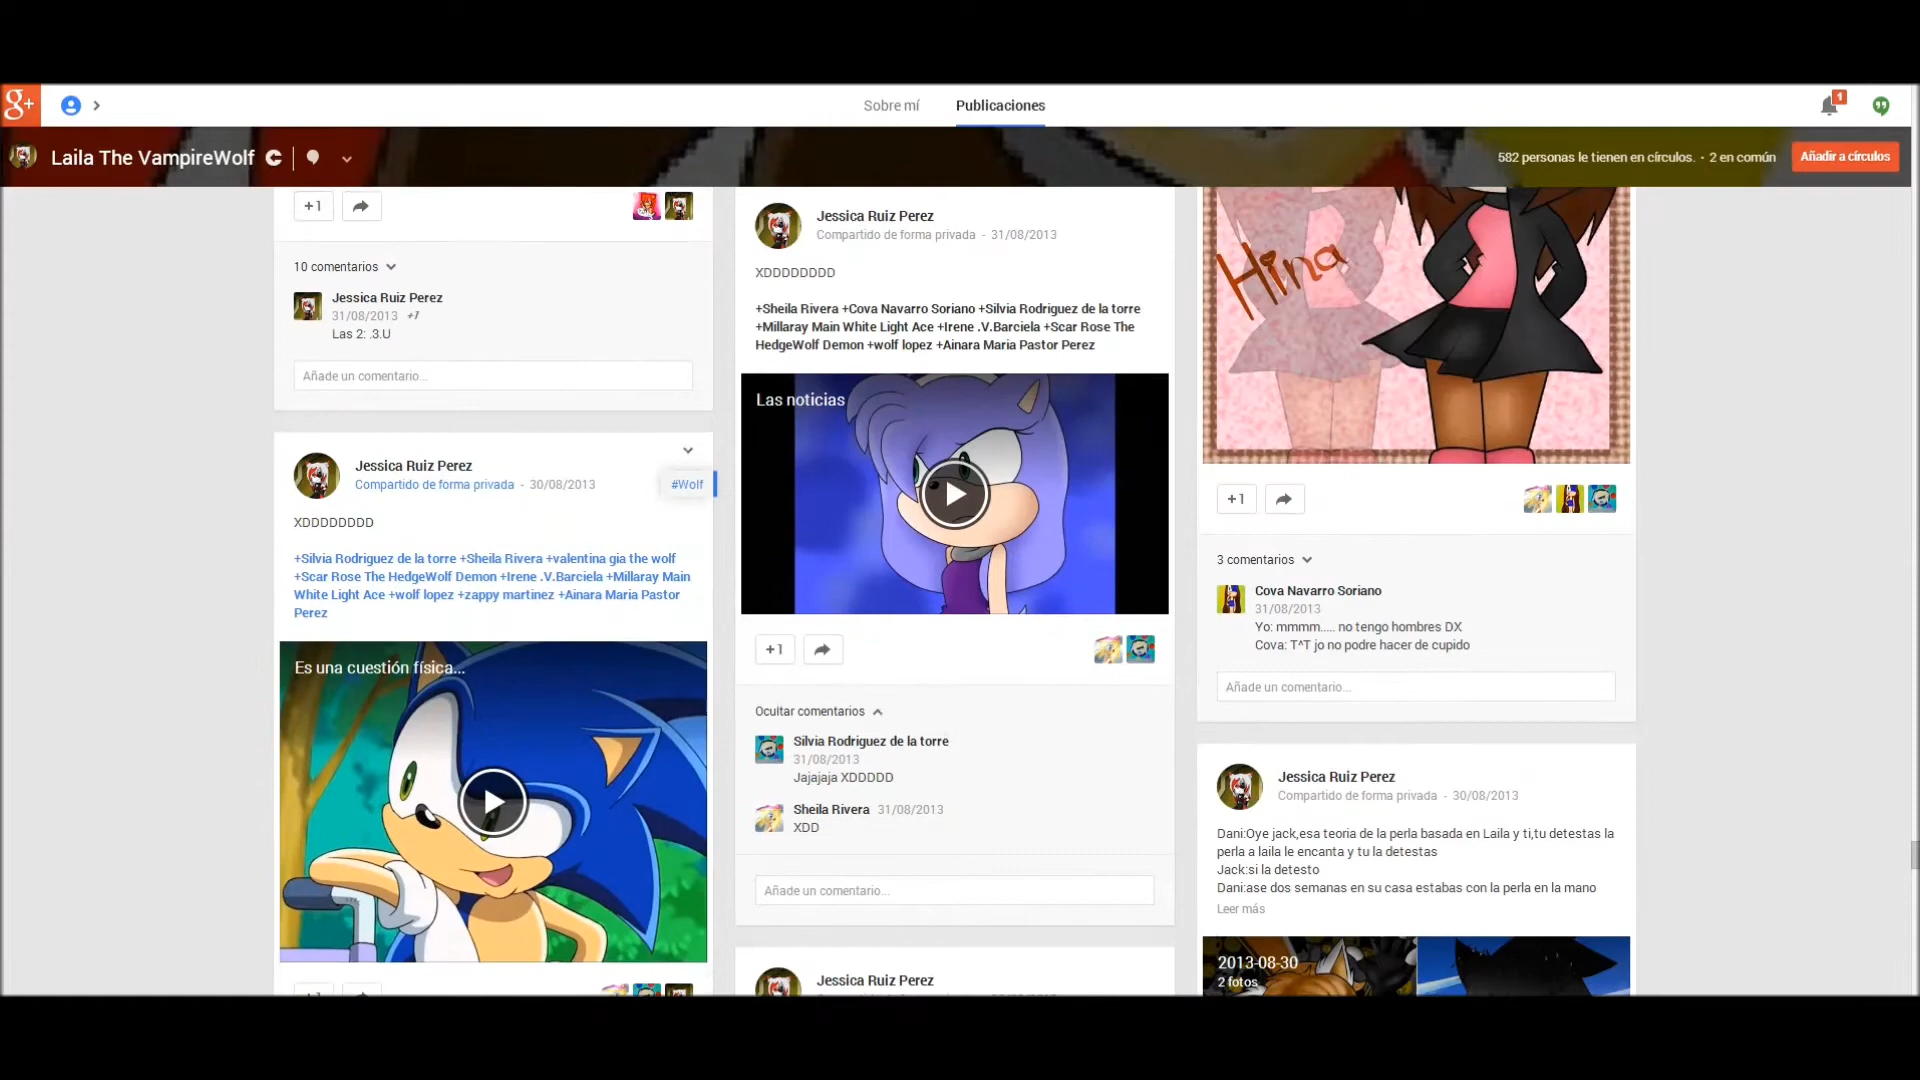 g+
Sobre mí
Publicaciones
1
Laila The VampireWolf
582 personas le tienen en círculos. • 2 en común
Añadir a círculos
+1
10 comentarios
Jessica Ruiz Perez
31/08/2013 +1
Las 2: .3.U
Añade un comentario...
Jessica Ruiz Perez
Compartido de forma privada - 30/08/2013
#Wolf
XDDDDDDDD
+Silvia Rodriguez de la torre +Sheila Rivera +valentina gia the wolf
+Scar Rose The HedgeWolf Demon +Irene .V.Barciela +Millaray Main
White Light Ace +wolf lopez +zappy martinez +Ainara Maria Pastor
Perez
Es una cuestión física...
Jessica Ruiz Perez
Compartido de forma privada - 31/08/2013
XDDDDDDDD
+Sheila Rivera +Cova Navarro Soriano +Silvia Rodriguez de la torre
+Millaray Main White Light Ace +Irene .V.Barciela +Scar Rose The
HedgeWolf Demon +wolf lopez +Ainara Maria Pastor Perez
Las noticias
+1
Ocultar comentarios
Silvia Rodriguez de la torre
31/08/2013
Jajajaja XDDDDD
Sheila Rivera 31/08/2013
XDD
Añade un comentario...
Jessica Ruiz Perez
Hina
+1
3 comentarios
Cova Navarro Soriano
31/08/2013
Yo: mmmm..... no tengo hombres DX
Cova: T^T jo no podre hacer de cupido
Añade un comentario...
Jessica Ruiz Perez
Compartido de forma privada - 30/08/2013
Dani:Oye jack,esa teoria de la perla basada en Laila y ti,tu detestas la
perla a laila le encanta y tu la detestas
Jack:si la detesto
Dani:ase dos semanas en su casa estabas con la perla en la mano
Leer más
2013-08-30
2 fotos